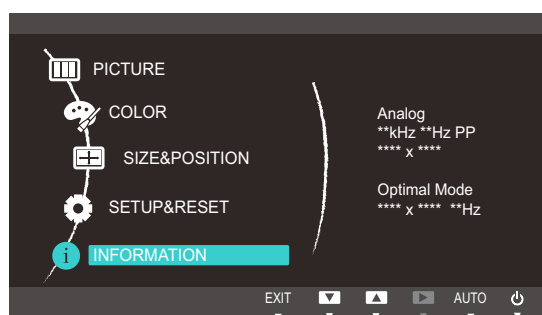 PICTURE
COLOR
SIZE&POSITION
SETUP&RESET
i INFORMATION
Analog
**kHz **Hz PP
**** x ****
Optimal Mode
**** x **** **Hz
EXIT AUTO